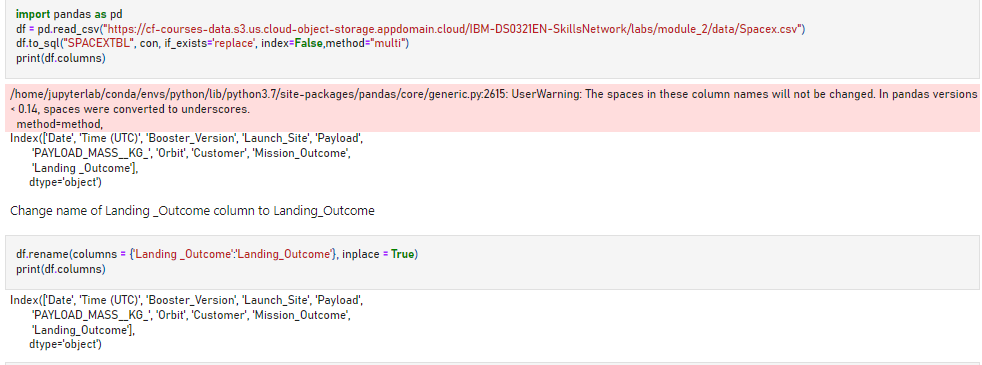 import pandas as pd
df = pd.read_csv("https://cf-courses-data.s3.us.cloud-object-storage.appdomain.cloud/IBM-DS0321EN-SkillsNetwork/labs/module_2/data/Spacex.csv")
df.to_sql("SPACEXTBL", con, if_exists='replace', index=False,method="multi")
print(df.columns)
/home/jupyterlab/conda/envs/python/lib/python3.7/site-packages/pandas/core/generic.py:2615: UserWarning: The spaces in these column names will not be changed. In pandas versions
< 0.14, spaces were converted to underscores.
method=method,
Index(['Date', 'Time (UTC)', 'Booster_Version', 'Launch_Site', 'Payload',
'PAYLOAD_MASS__KG_', 'Orbit', 'Customer', 'Mission_Outcome',
'Landing _Outcome'],
dtype='object')
Change name of Landing _Outcome column to Landing_Outcome
df.rename(columns = {'Landing _Outcome':'Landing_Outcome'}, inplace = True)
print(df.columns)
Index(['Date', 'Time (UTC)', 'Booster_Version', 'Launch_Site', 'Payload',
'PAYLOAD_MASS__KG_', 'Orbit', 'Customer', 'Mission_Outcome',
'Landing_Outcome'],
dtype='object')